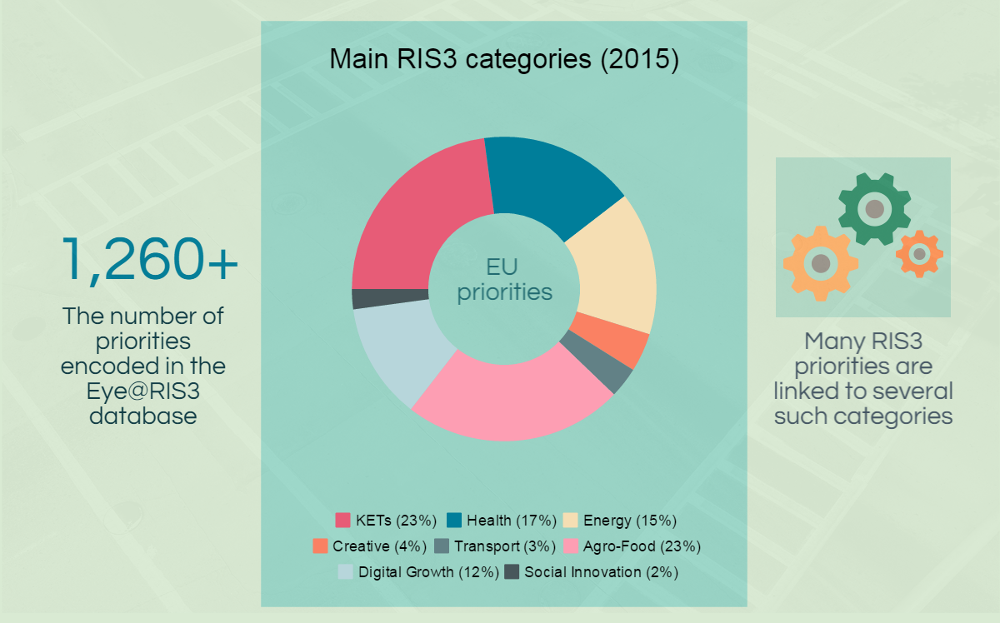 Main RIS3 categories (2015)
1,260+
The number of
priorities
encoded in the
Eye@RIS3
database
EU
priorities
Many RIS3
priorities are
linked to several
such categories
KETs (23%) Health (17%) Energy (15%)
Creative (4%) Transport (3%) Agro-Food (23%)
Digital Growth (12%) Social Innovation (2%)